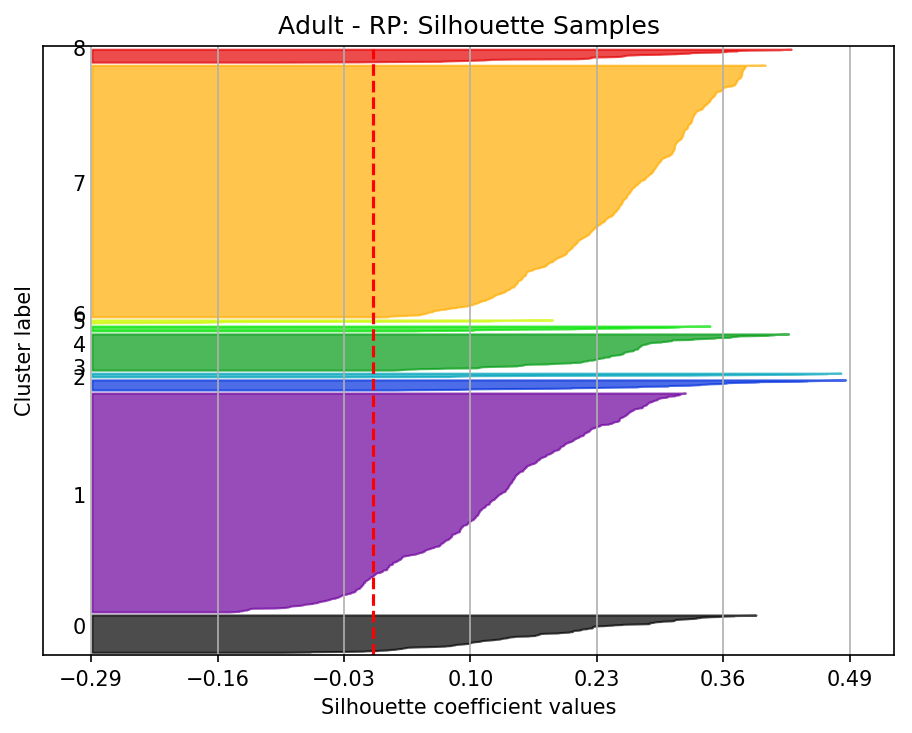 Adult - RP: Silhouette Samples
Cluster label
8
7
6
5
4
3
2
1
0
−0.29 −0.16 −0.03 0.10 0.23 0.36 0.49
Silhouette coefficient values